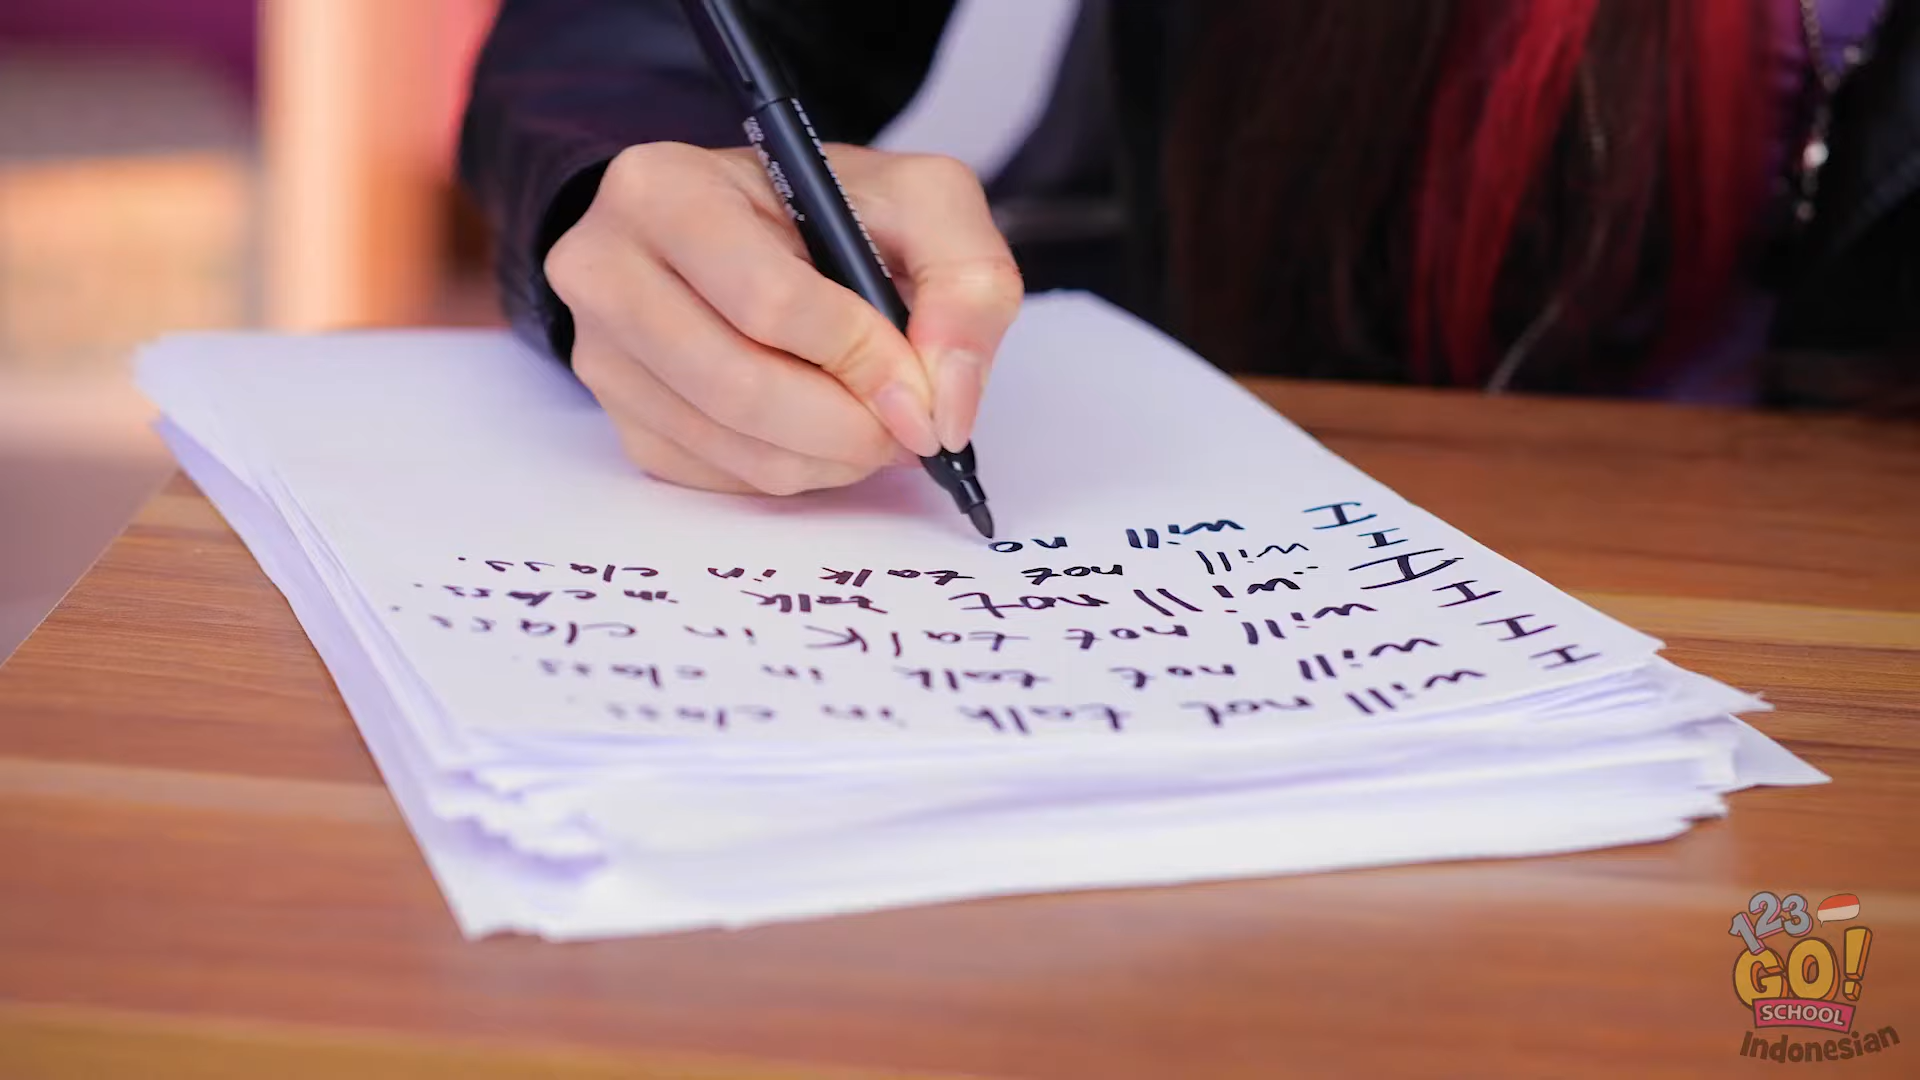 I will not talk in class.
I will not talk in class.
I will not talk in class.
I will not talk in class.
I will not talk in class.
I will no
123
GO!
SCHOOL
Indonesian